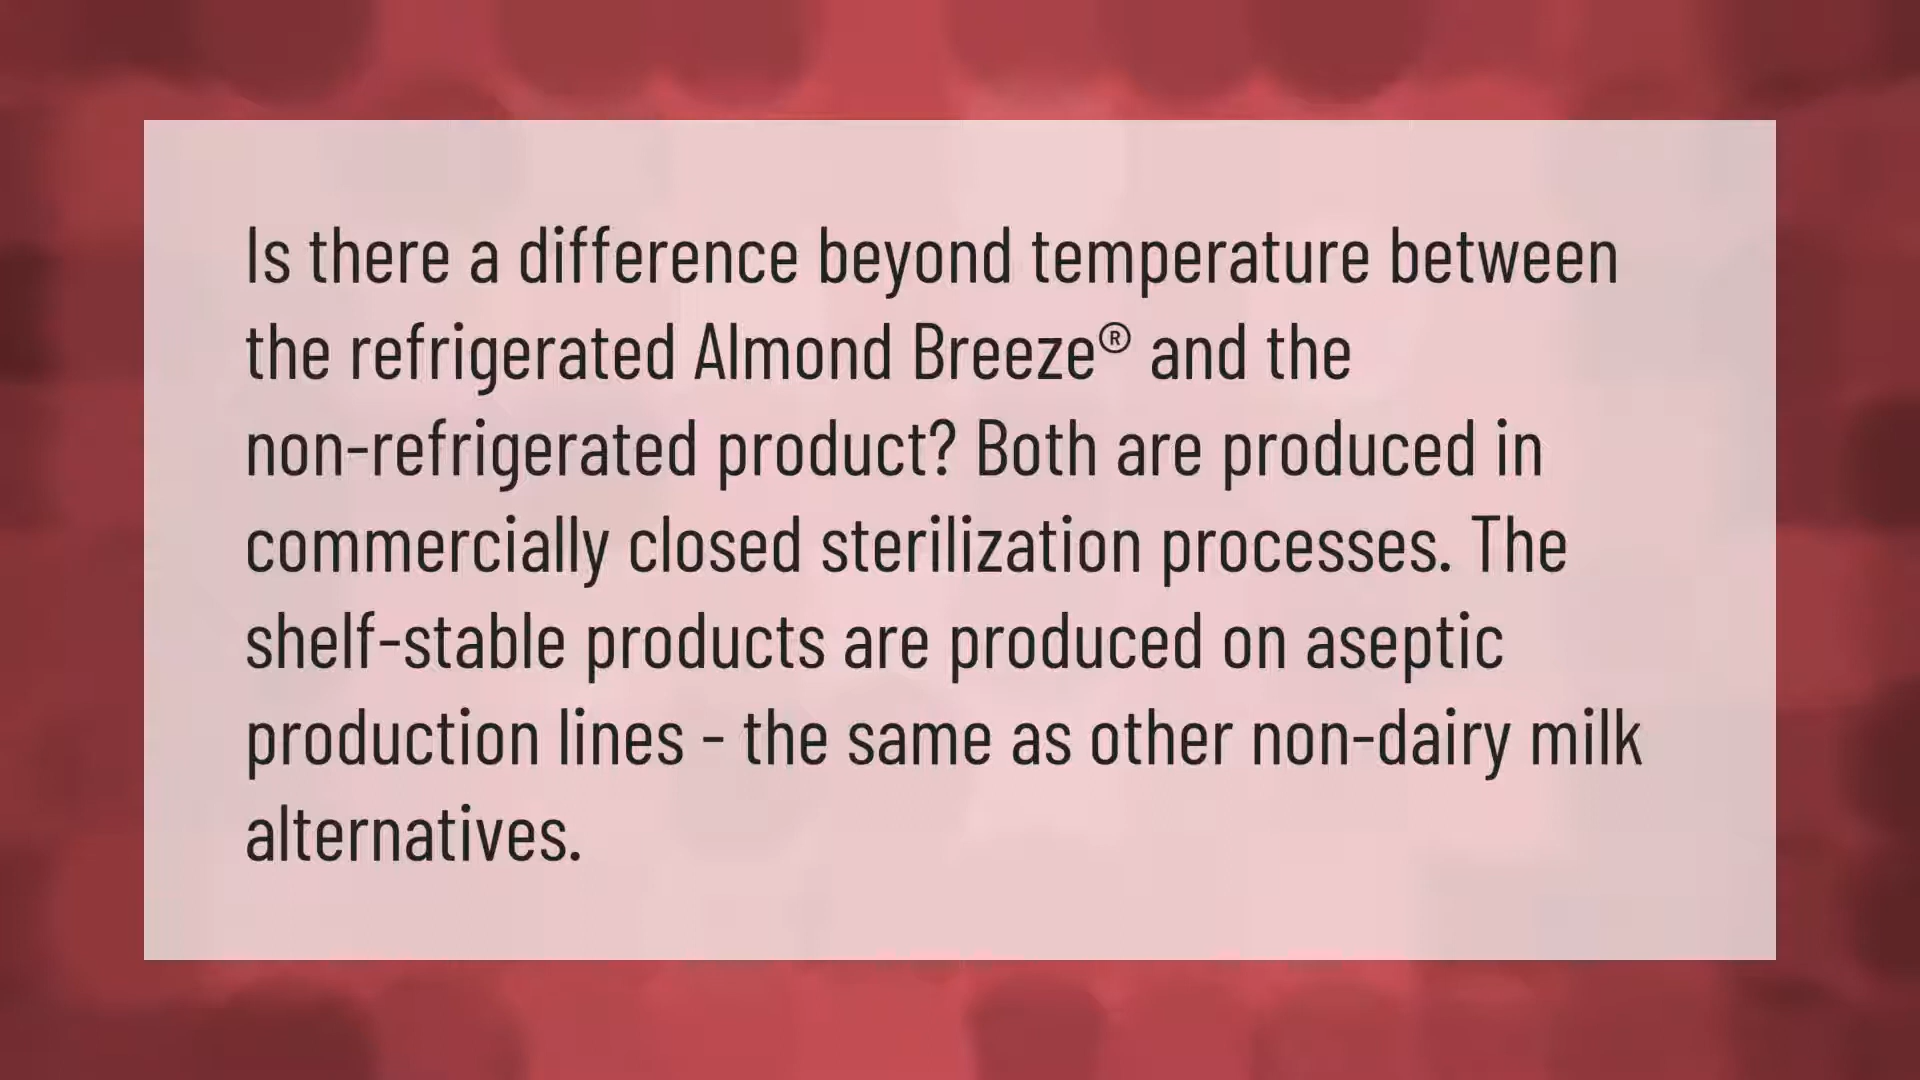 Is there a difference beyond temperature between
the refrigerated Almond Breeze® and the
non-refrigerated product? Both are produced in
commercially closed sterilization processes. The
shelf-stable products are produced on aseptic
production lines - the same as other non-dairy milk
alternatives.